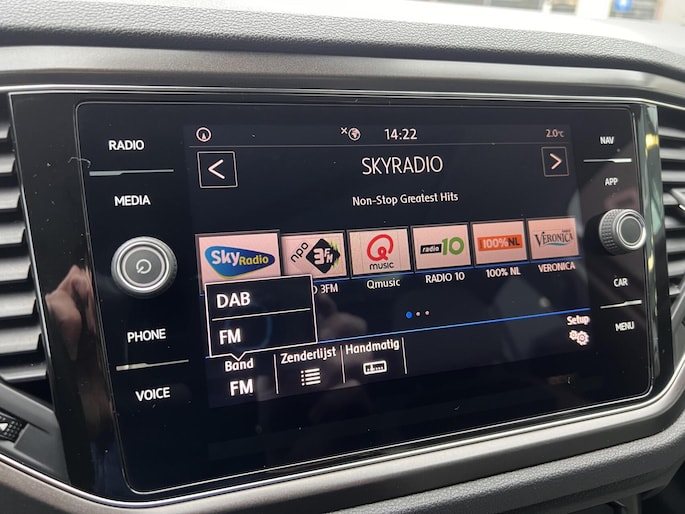 RADIO
MEDIA
PHONE
VOICE
14:22
2.0°C
<
SKYRADIO
>
Non-Stop Greatest Hits
Sky Radio
npo 3FM
Q music
radio 10
100%NL
VERONICA
3FM
Qmusic
RADIO 10
100% NL
VERONICA
DAB
FM
Band
FM
Zenderlijst
Handmatig
Setup
NAV
APP
CAR
MENU